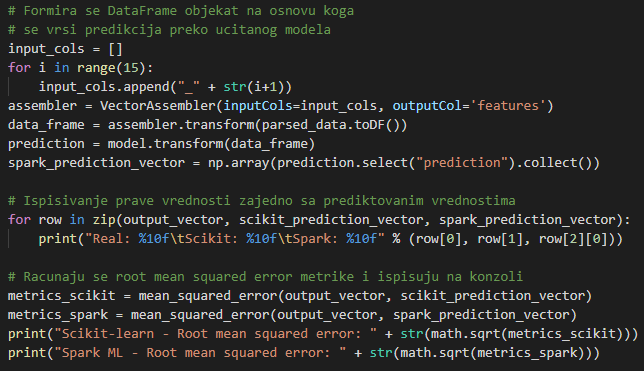 # Formira se DataFrame objekat na osnovu koga
# se vrsi predikcija preko ucitanog modela
input_cols = []
for i in range(15):
    input_cols.append("_" + str(i+1))
assembler = VectorAssembler(inputCols=input_cols, outputCol='features')
data_frame = assembler.transform(parsed_data.toDF())
prediction = model.transform(data_frame)
spark_prediction_vector = np.array(prediction.select("prediction").collect())

# Ispisivanje prave vrednosti zajedno sa prediktovanim vrednostima
for row in zip(output_vector, scikit_prediction_vector, spark_prediction_vector):
    print("Real: %10f\tScikit: %10f\tSpark: %10f" % (row[0], row[1], row[2][0]))

# Racunaju se root mean squared error metrike i ispisuju na konzoli
metrics_scikit = mean_squared_error(output_vector, scikit_prediction_vector)
metrics_spark = mean_squared_error(output_vector, spark_prediction_vector)
print("Scikit-learn - Root mean squared error: " + str(math.sqrt(metrics_scikit)))
print("Spark ML - Root mean squared error: " + str(math.sqrt(metrics_spark)))